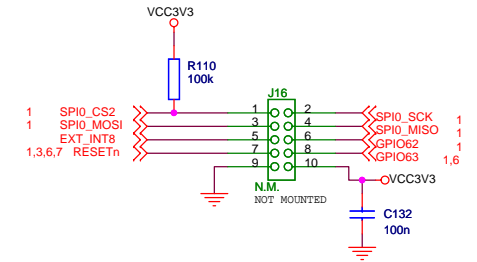 VCC3V3
R110
100k
J16
1 SPI0_CS2 1 2 SPI0_SCK 1
1 SPI0_MOSI 3 4 SPI0_MISO 1
EXT_INT8 5 6 GPIO62 1
1,3,6,7 RESETn 7 8 GPIO63 1,6
9 10
VCC3V3
N.M.
NOT MOUNTED
C132
100n